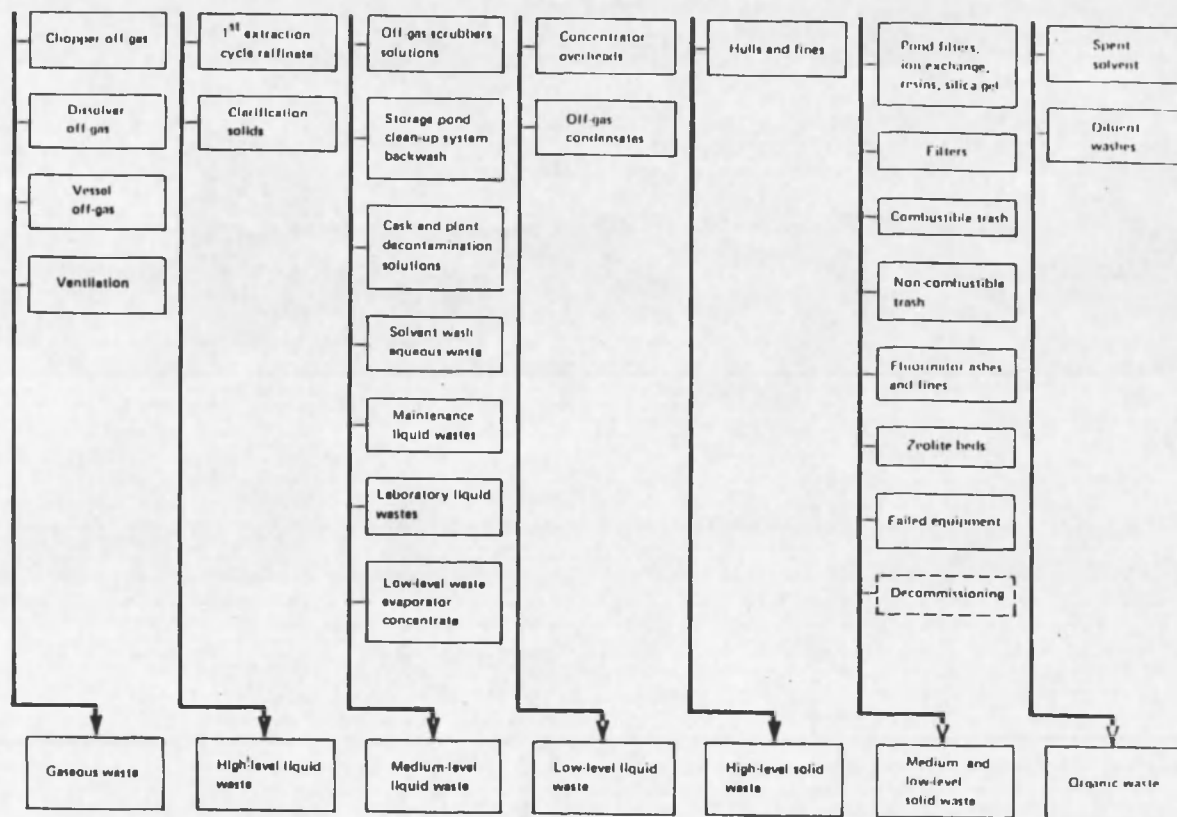 Chopper off gas
Dissolver
off gas
Vessel
off-gas
Ventilation
Gaseous waste
1st extraction
cycle raffinate
Clarification
solids
High-level liquid
waste
Off gas scrubbers
solutions
Storage pond
clean-up system
backwash
Cask and plant
decontamination
solutions
Solvent wash
aqueous waste
Maintenance
liquid wastes
Laboratory liquid
wastes
Low-level waste
evaporator
concentrate
Medium-level
liquid waste
Concentrator
overheads
Off-gas
condensates
Low-level liquid
waste
Hulls and fines
High-level solid
waste
Pond filters,
ion exchange,
resins, silica gel
Filters
Combustible trash
Non-combustible
trash
Fluorinator ashes
and fines
Zeolite beds
Failed equipment
Decommissioning
Medium and
low-level
solid waste
Spent
solvent
Diluent
washes
Organic waste